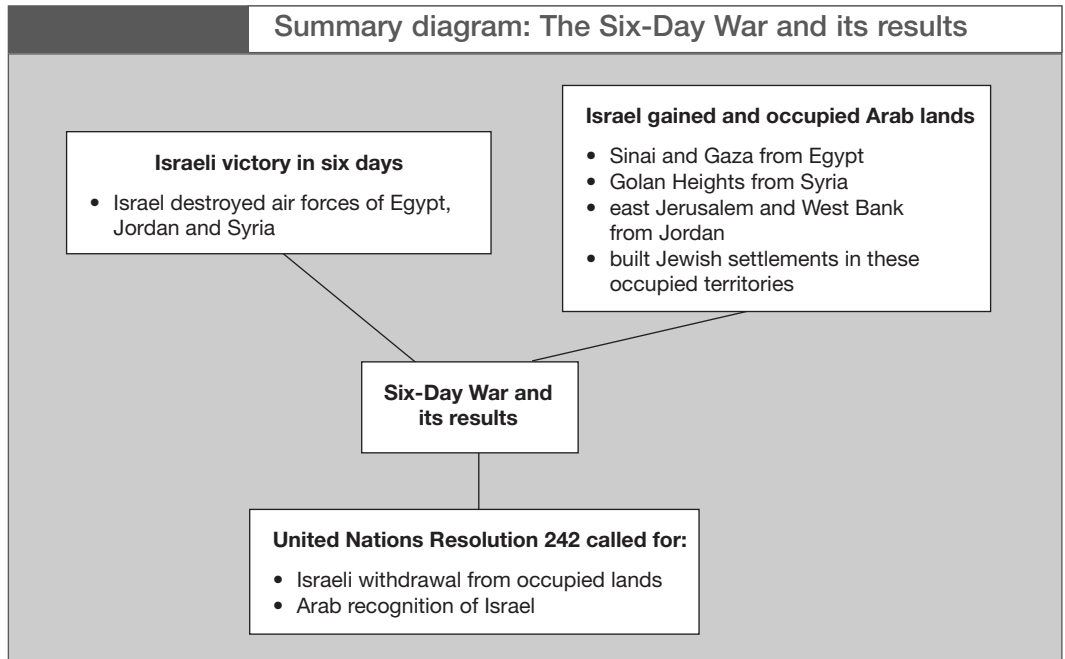 Summary diagram: The Six-Day War and its results
Israeli victory in six days
• Israel destroyed air forces of Egypt,
Jordan and Syria
Israel gained and occupied Arab lands
• Sinai and Gaza from Egypt
• Golan Heights from Syria
• east Jerusalem and West Bank
from Jordan
• built Jewish settlements in these
occupied territories
Six-Day War and
its results
United Nations Resolution 242 called for:
• Israeli withdrawal from occupied lands
• Arab recognition of Israel